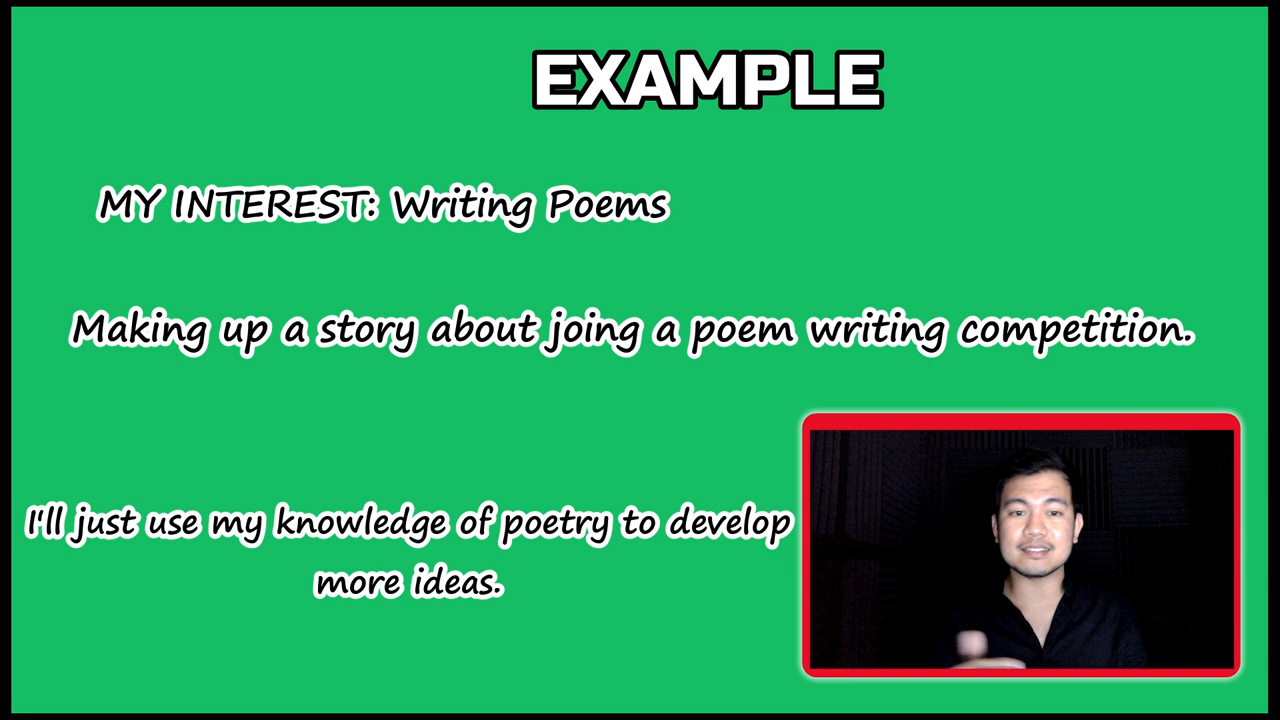 EXAMPLE
MY INTEREST: Writing Poems
Making up a story about joing a poem writing competition.
I'll just use my knowledge of poetry to develop
more ideas.